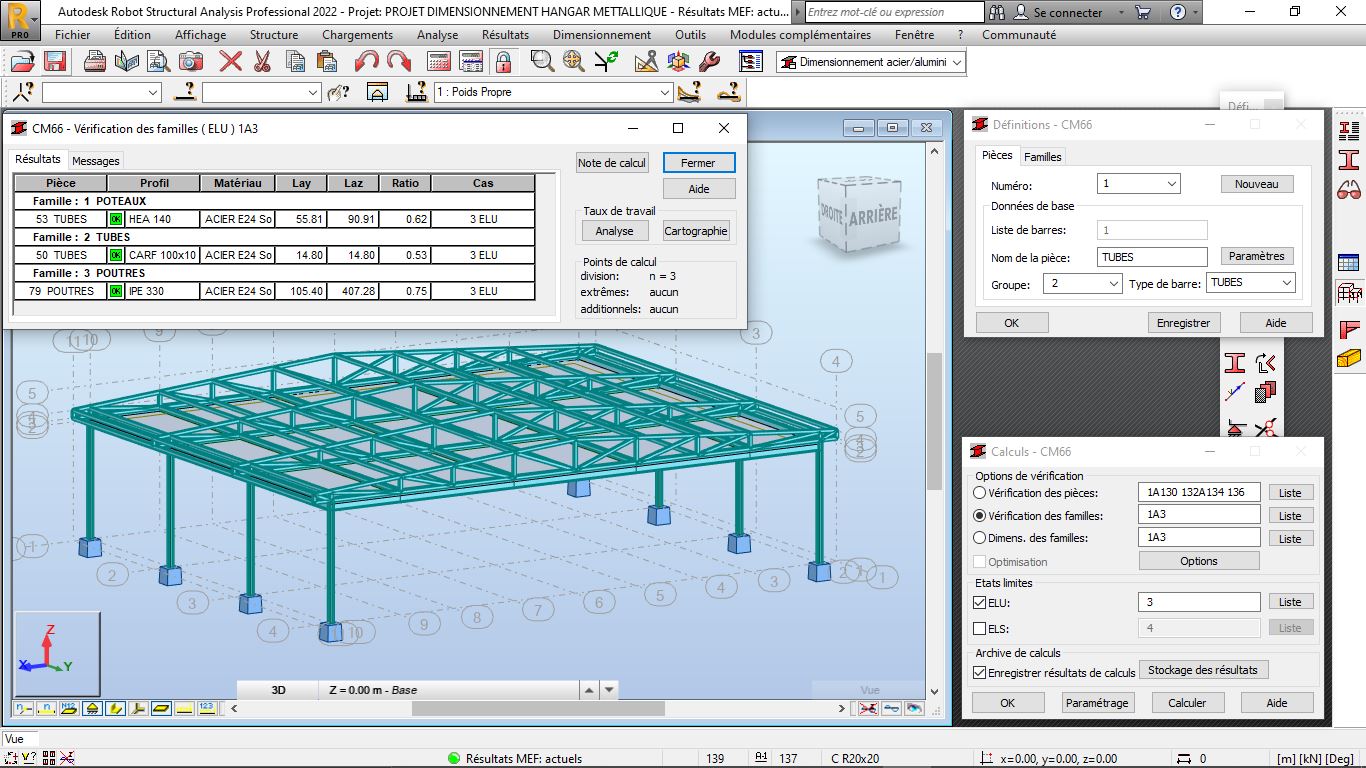 Autodesk Robot Structural Analysis Professional 2022 - Projet: PROJET DIMENSIONNEMENT HANGAR METTALLIQUE - Résultats MEF: actu...
Entrez mot-clé ou expression
Se connecter
PRO
Fichier Édition Affichage Structure Chargements Analyse Résultats Dimensionnement Outils Modules complémentaires Fenêtre ? Communauté
Dimensionnement acier/alumini
1 : Poids Propre
CM66 - Vérification des familles ( ELU ) 1A3
Résultats Messages
Note de calcul Fermer
Aide
Pièce Profil Matériau Lay Laz Ratio Cas
Famille : 1 POTEAUX
53 TUBES OK HEA 140 ACIER E24 So 55.81 90.91 0.62 3 ELU
Famille : 2 TUBES
50 TUBES OK CARF 100x10 ACIER E24 So 14.80 14.80 0.53 3 ELU
Famille : 3 POUTRES
79 POUTRES OK IPE 330 ACIER E24 So 105.40 407.28 0.75 3 ELU
Taux de travail
Analyse Cartographie
Points de calcul
division: n = 3
extrêmes: aucun
additionnels: aucun
DROITE ARRIÈRE
Défi...
Définitions - CM66
Pièces Familles
Numéro: 1 Nouveau
Données de base
Liste de barres: 1
Nom de la pièce: TUBES Paramètres
Groupe: 2 Type de barre: TUBES
OK Enregistrer Aide
Calculs - CM66
Options de vérification
Vérification des pièces: 1A130 132A134 136 Liste
Vérification des familles: 1A3 Liste
Dimens. des familles: 1A3 Liste
Optimisation Options
Etats limites
ELU: 3 Liste
ELS: 4 Liste
Archive de calculs
Enregistrer résultats de calculs Stockage des résultats
OK Paramétrage Calculer Aide
11 10 9 3 4
5 5
1 2 3 4 10 9 8 7 6 5 4 3 2 1
Z X Y
3D Z = 0.00 m - Base Vue
Vue
Résultats MEF: actuels 139 137 C R20x20 x=0.00, y=0.00, z=0.00 0 [m] [kN] [Deg]